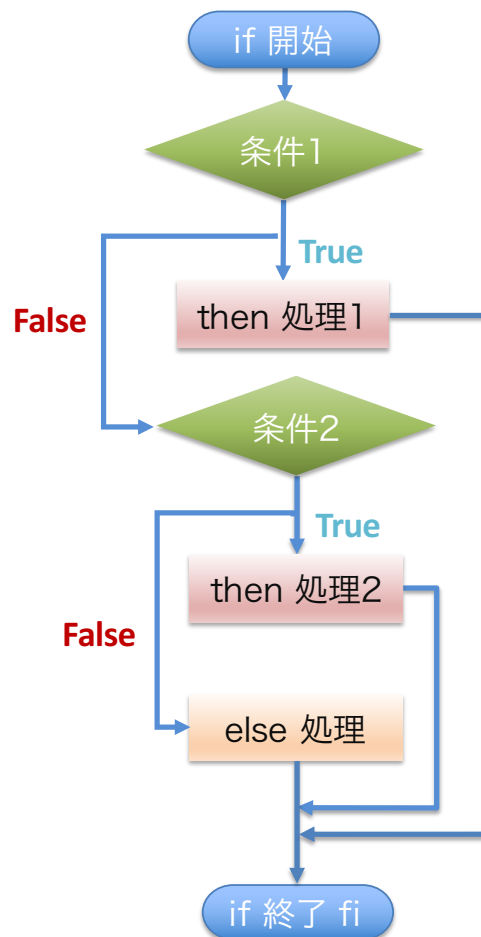 if 開始
条件1
True
False
then 処理1
条件2
True
then 処理2
False
else 処理
if 終了 fi